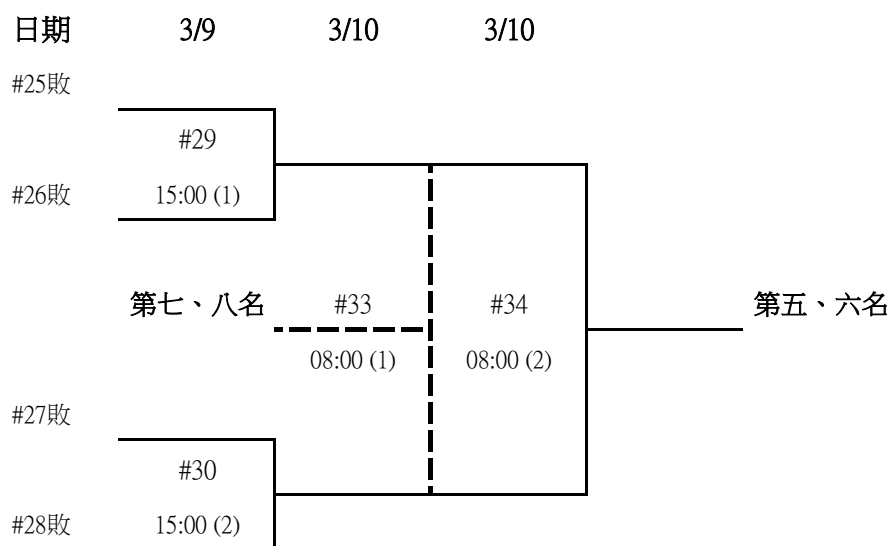 日期 3/9 3/10 3/10
#25敗
#29
#26敗 15:00 (1)
第七、八名 #33 #34 第五、六名
08:00 (1) 08:00 (2)
#27敗
#30
#28敗 15:00 (2)